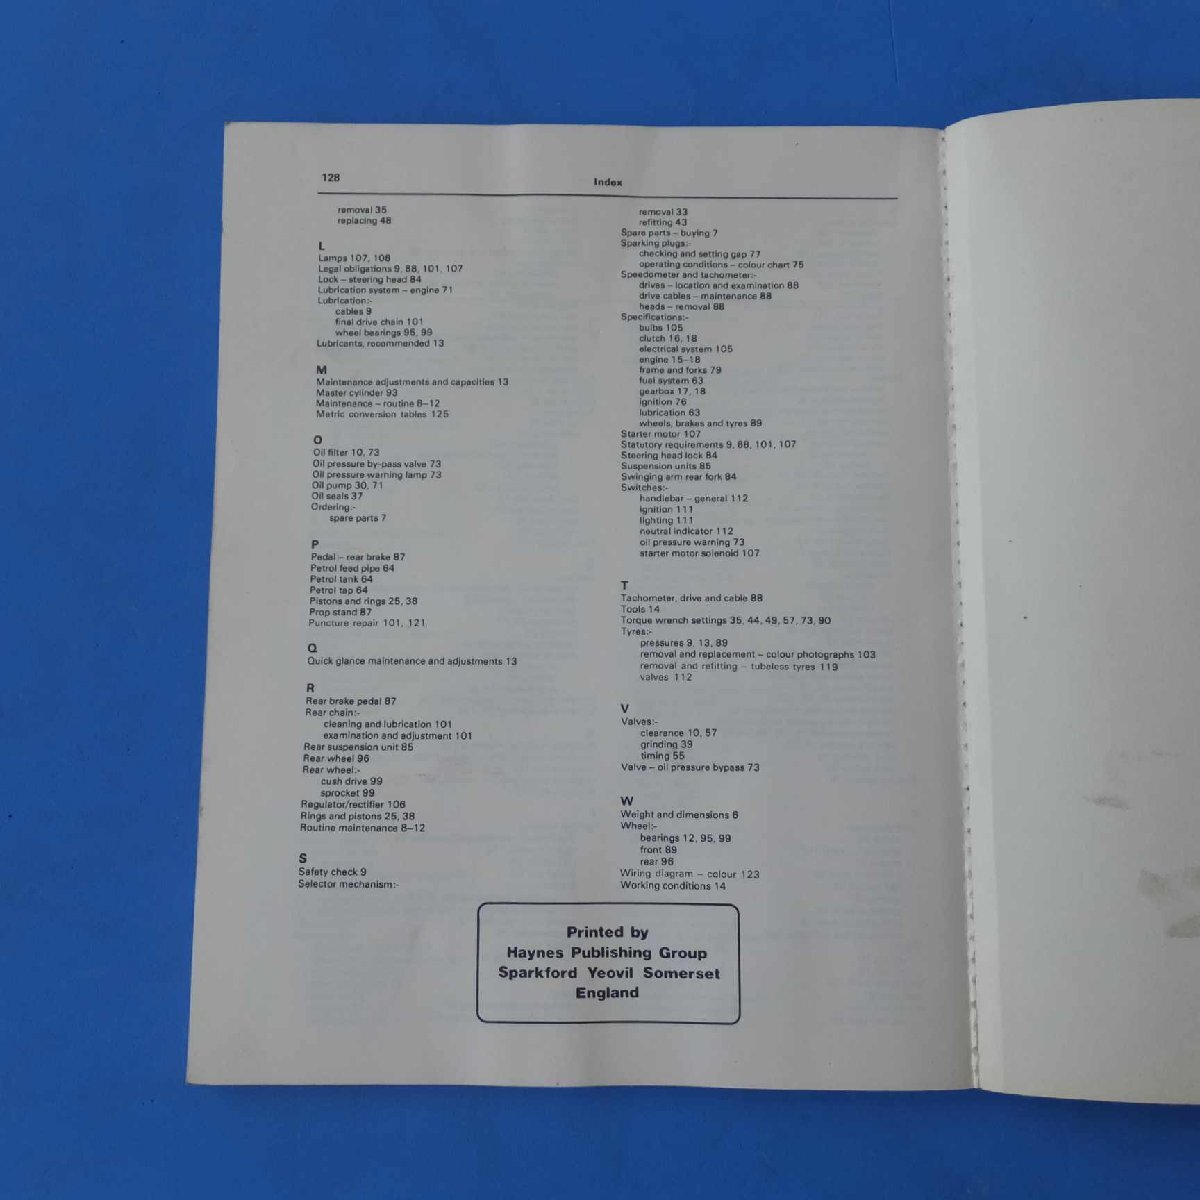 128
Index
removal 35
replacing 48
L
Lamps 107, 108
Legal obligations 9, 88, 101, 107
Lock – steering head 84
Lubrication system – engine 71
Lubrication:-
cables 9
final drive chain 101
wheel bearings 96, 99
Lubricants, recommended 13
M
Maintenance adjustments and capacities 13
Master cylinder 93
Maintenance – routine 8–12
Metric conversion tables 125
O
Oil filter 10, 73
Oil pressure by-pass valve 73
Oil pressure warning lamp 73
Oil pump 30, 71
Oil seals 37
Ordering:-
spare parts 7
P
Pedal – rear brake 87
Petrol feed pipe 64
Petrol tank 64
Petrol tap 64
Pistons and rings 25, 38
Prop stand 87
Puncture repair 101, 121
Q
Quick glance maintenance and adjustments 13
R
Rear brake pedal 87
Rear chain:-
cleaning and lubrication 101
examination and adjustment 101
Rear suspension unit 85
Rear wheel 96
Rear wheel:-
cush drive 99
sprocket 99
Regulator/rectifier 106
Rings and pistons 25, 38
Routine maintenance 8–12
S
Safety check 9
Selector mechanism:-
removal 33
refitting 43
Spare parts – buying 7
Sparking plugs:-
checking and setting gap 77
operating conditions – colour chart 75
Speedometer and tachometer:-
drives – location and examination 88
drive cables – maintenance 88
heads – removal 88
Specifications:-
bulbs 105
clutch 16, 18
electrical system 105
engine 15–18
frame and forks 79
fuel system 63
gearbox 17, 18
ignition 76
lubrication 63
wheels, brakes and tyres 89
Starter motor 107
Statutory requirements 9, 88, 101, 107
Steering head lock 84
Suspension units 85
Swinging arm rear fork 84
Switches:-
handlebar – general 112
ignition 111
lighting 111
neutral indicator 112
oil pressure warning 73
starter motor solenoid 107
T
Tachometer, drive and cable 88
Tools 14
Torque wrench settings 35, 44, 49, 57, 73, 90
Tyres:-
pressures 9, 13, 89
removal and replacement – colour photographs 103
removal and refitting – tubeless tyres 119
valves 112
V
Valves:-
clearance 10, 57
grinding 39
timing 55
Valve – oil pressure bypass 73
W
Weight and dimensions 6
Wheel:-
bearings 12, 95, 99
front 89
rear 96
Wiring diagram – colour 123
Working conditions 14
Printed by
Haynes Publishing Group
Sparkford Yeovil Somerset
England